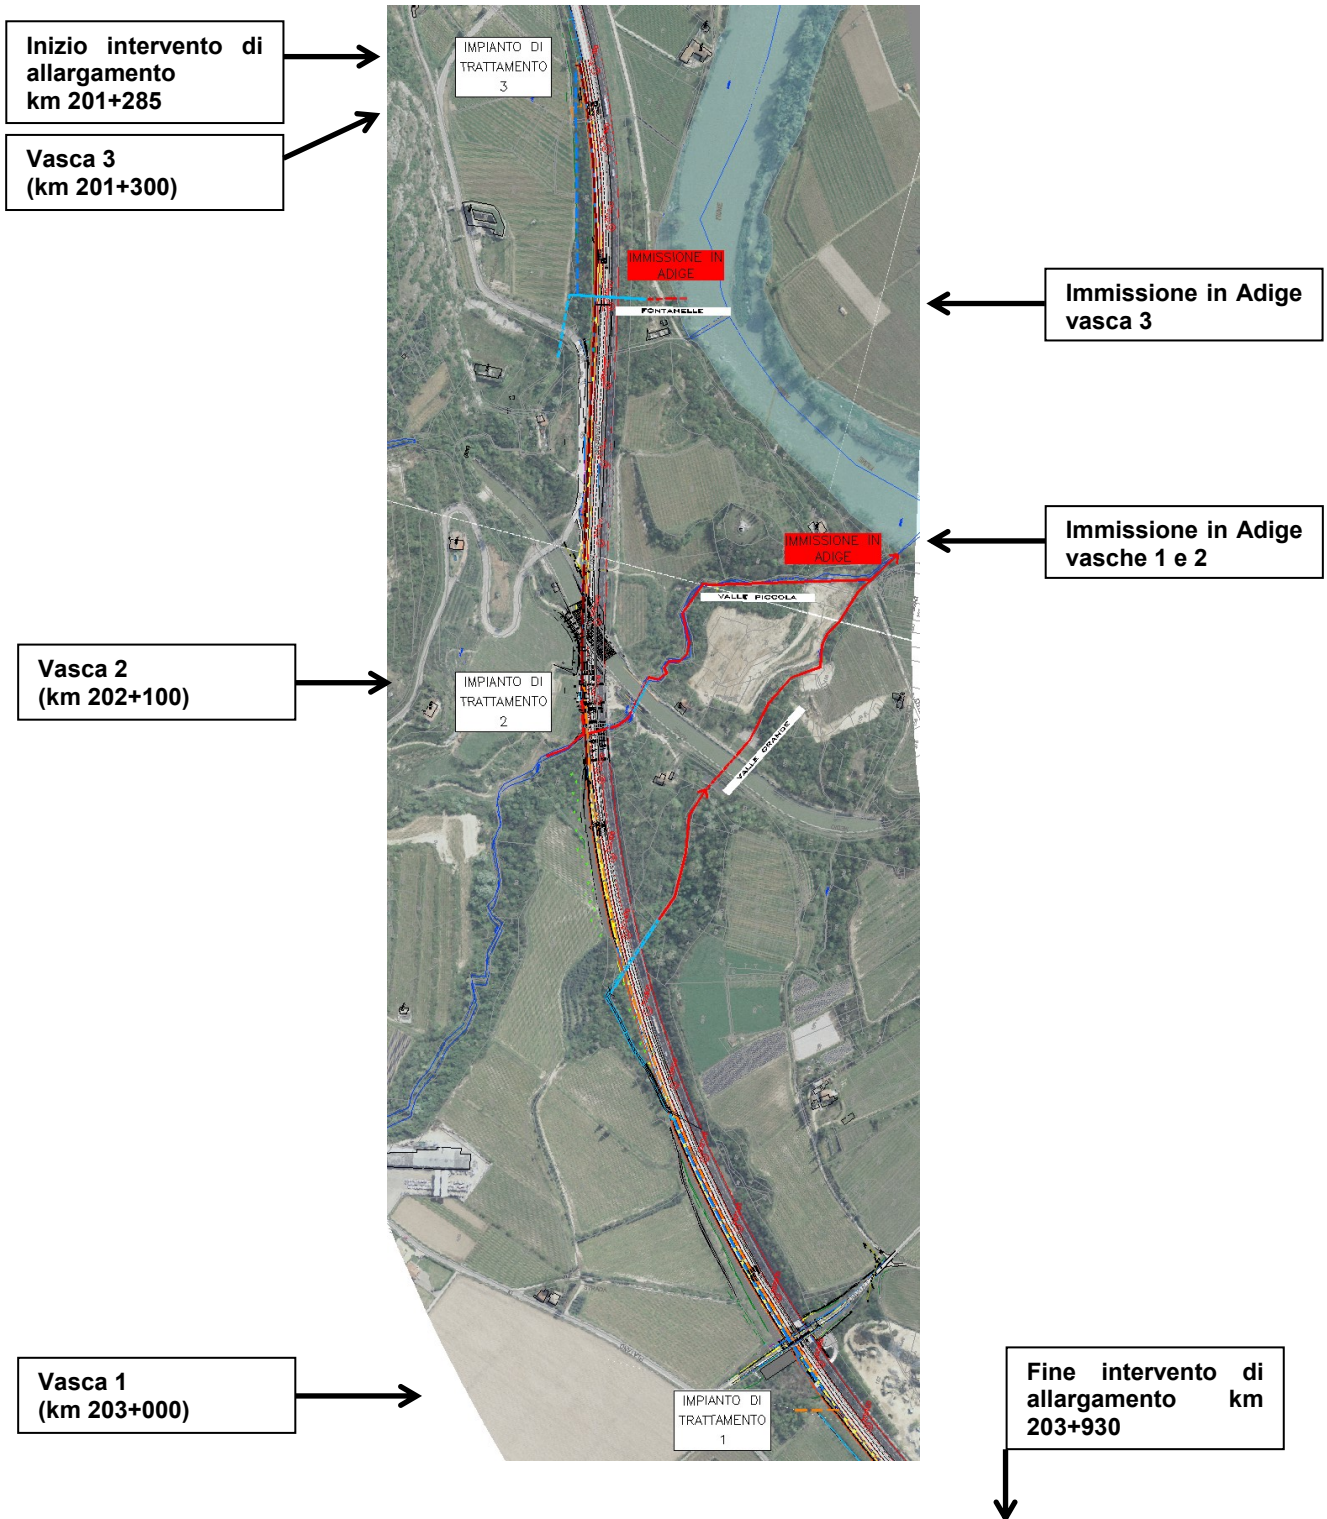 Inizio intervento di
allargamento
km 201+285
Vasca 3
(km 201+300)
IMPIANTO DI
TRATTAMENTO
3
IMMISSIONE IN
ADIGE
FONTANELLE
Immissione in Adige
vasca 3
IMMISSIONE IN
ADIGE
Immissione in Adige
vasche 1 e 2
VALLE PICCOLA
Vasca 2
(km 202+100)
IMPIANTO DI
TRATTAMENTO
2
VALLE GRANDE
Vasca 1
(km 203+000)
IMPIANTO DI
TRATTAMENTO
1
Fine intervento di
allargamento km
203+930